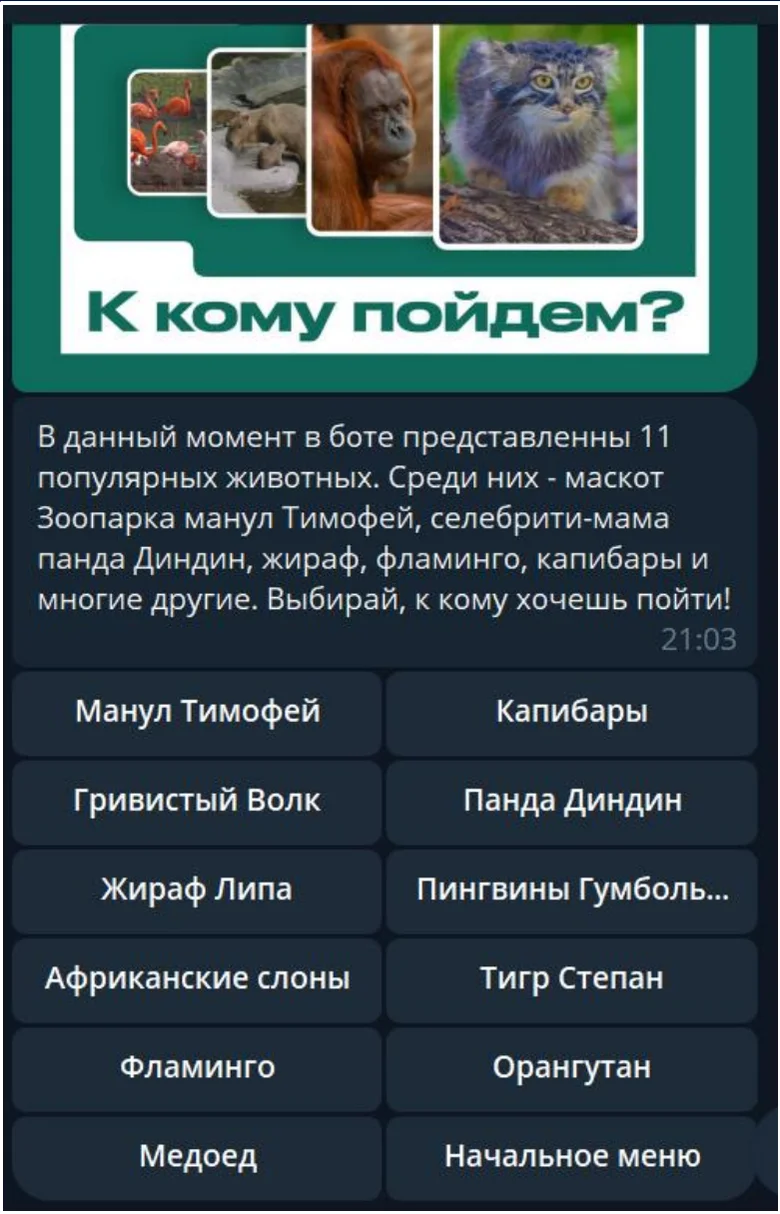 К кому пойдем?
В данный момент в боте представленны 11
популярных животных. Среди них - маскот
Зоопарка манул Тимофей, селебрити-мама
панда Диндин, жираф, фламинго, капибары и
многие другие. Выбирай, к кому хочешь пойти!
21:03
Манул Тимофей
Капибары
Гривистый Волк
Панда Диндин
Жираф Липа
Пингвины Гумболь...
Африканские слоны
Тигр Степан
Фламинго
Орангутан
Медоед
Начальное меню